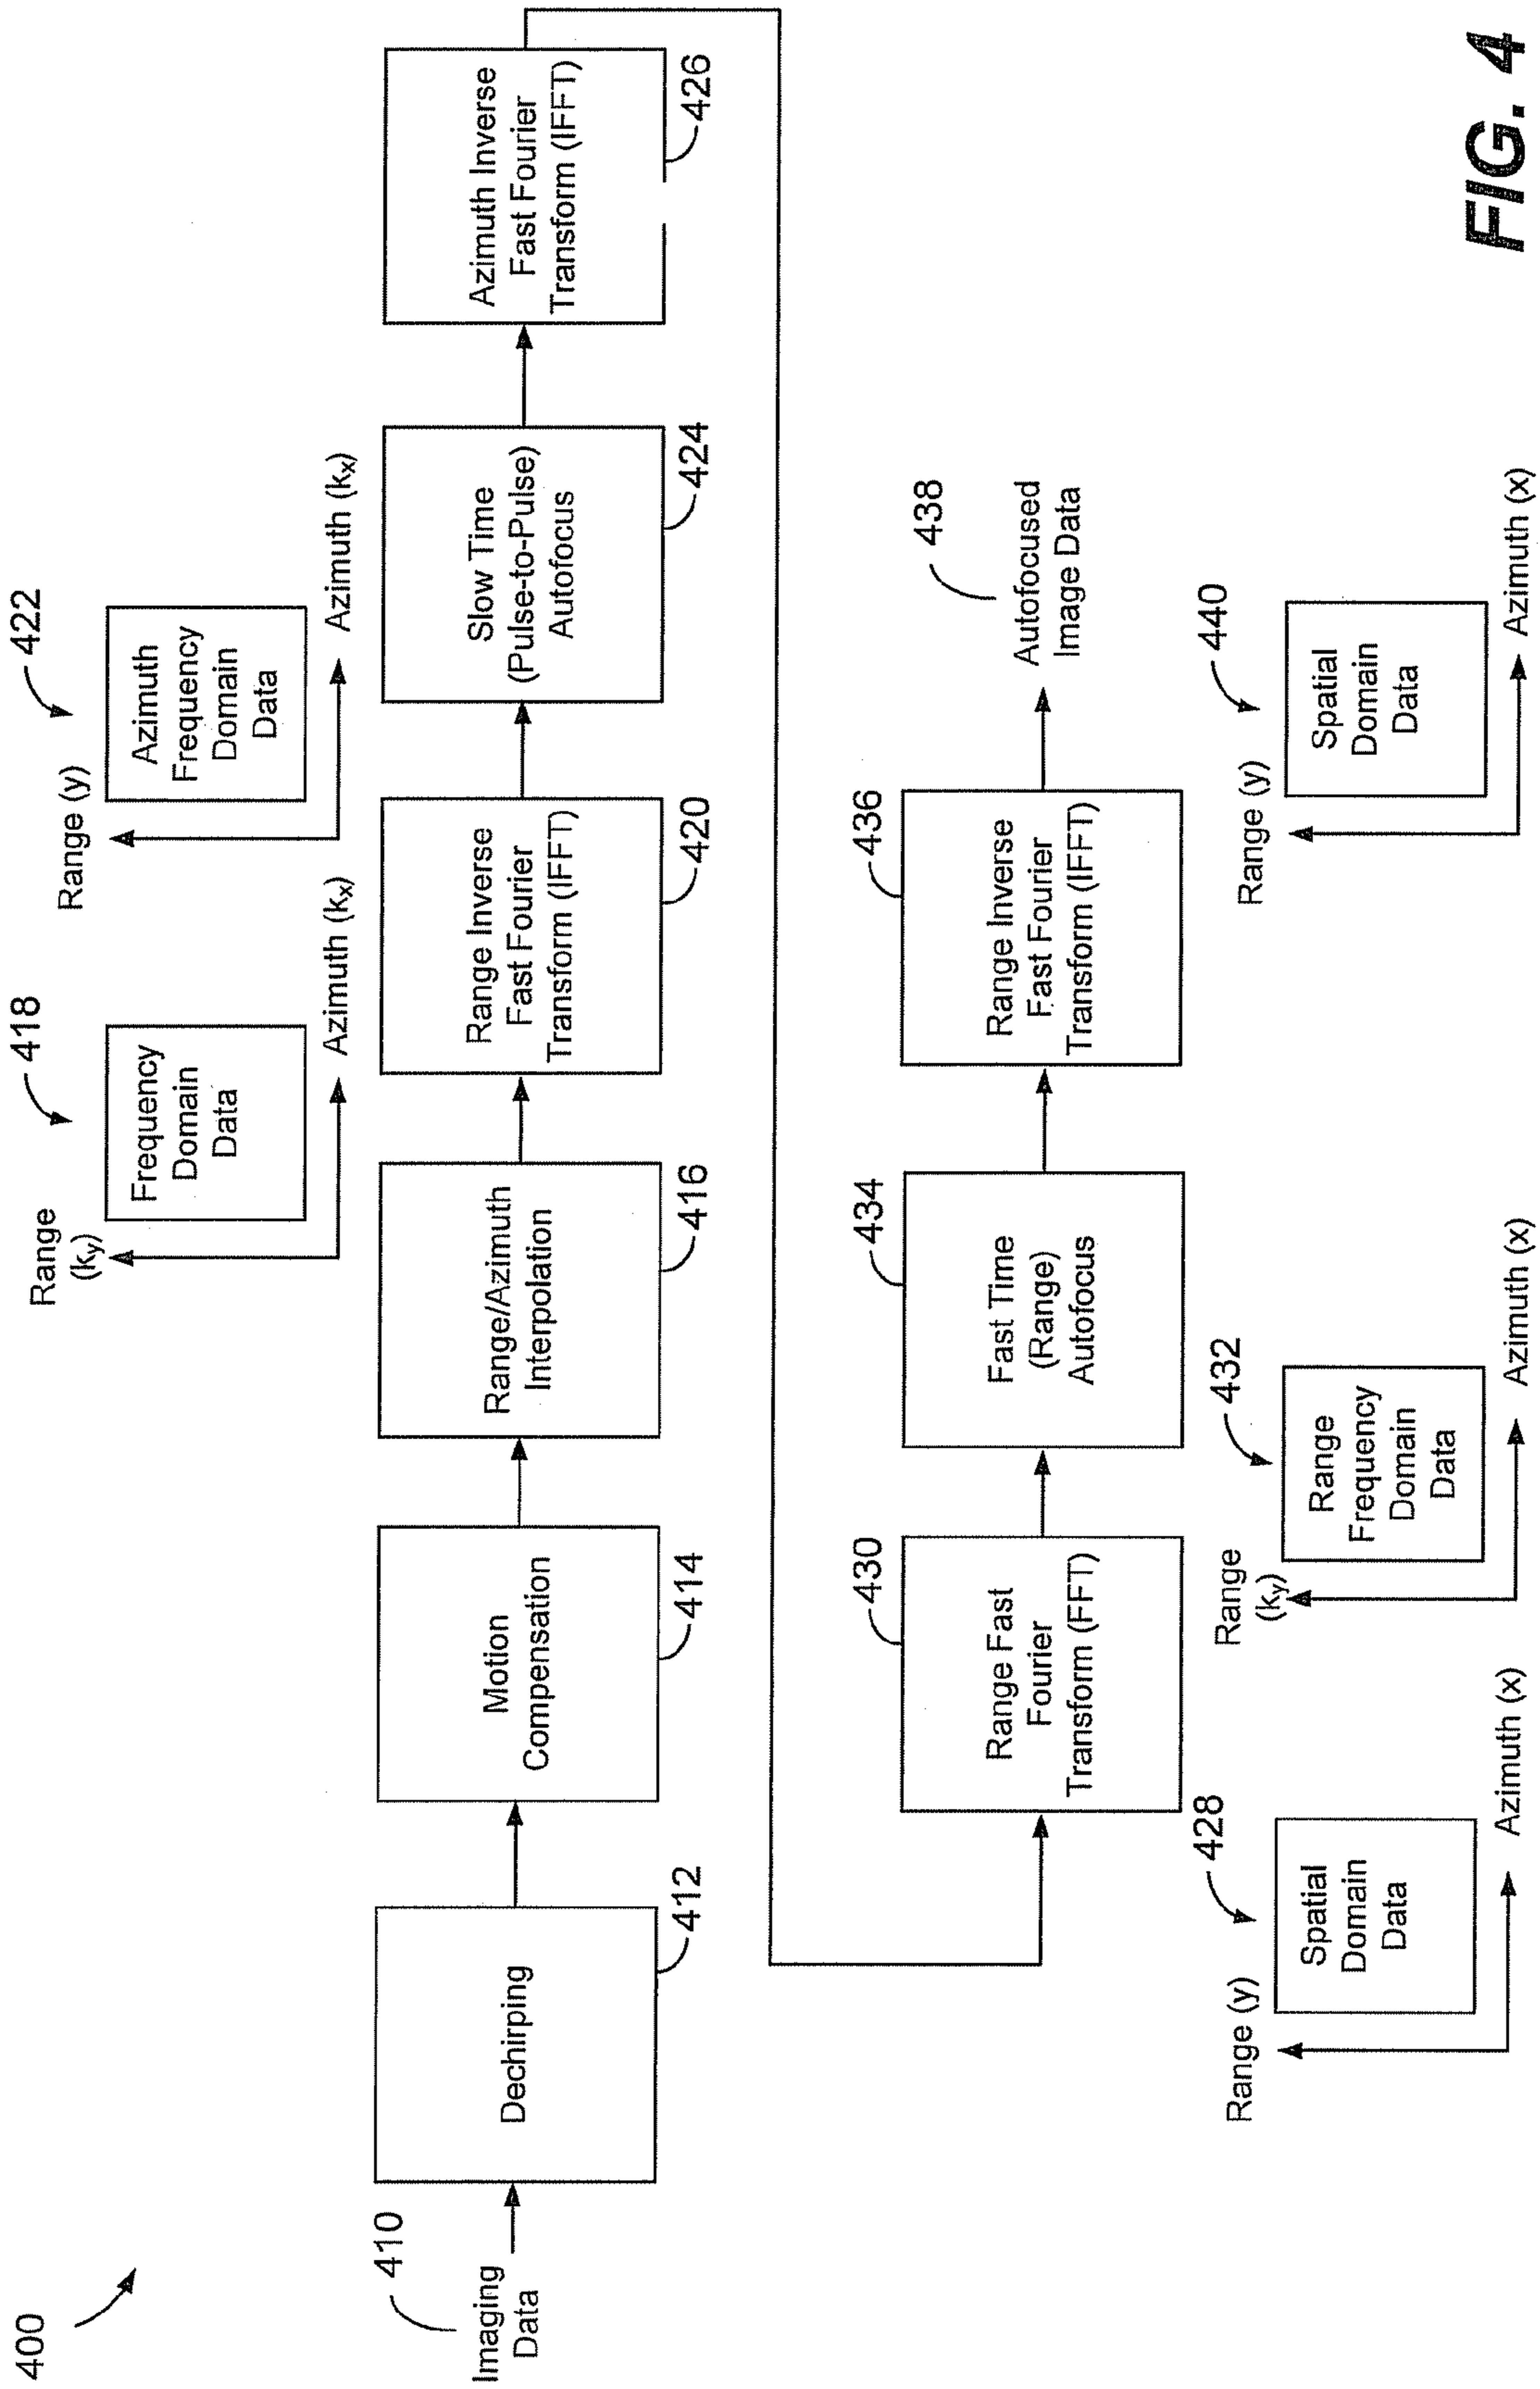 400
410
Imaging
Data
Dechirping
412
Motion
Compensation
414
Range/Azimuth
Interpolation
416
418
Range
(ky)
Frequency
Domain
Data
Azimuth (kx)
Range Inverse
Fast Fourier
Transform (IFFT)
420
422
Range (y)
Azimuth
Frequency
Domain
Data
Azimuth (kx)
Slow Time
(Pulse-to-Pulse)
Autofocus
424
Azimuth Inverse
Fast Fourier
Transform (IFFT)
426
428
Range (y)
Spatial
Domain
Data
Azimuth (x)
430
Range Fast
Fourier
Transform (FFT)
432
Range
(ky)
Range
Frequency
Domain
Data
Azimuth (x)
434
Fast Time
(Range)
Autofocus
436
Range Inverse
Fast Fourier
Transform (IFFT)
438
Autofocused
Image Data
440
Range (y)
Spatial
Domain
Data
Azimuth (x)
FIG. 4